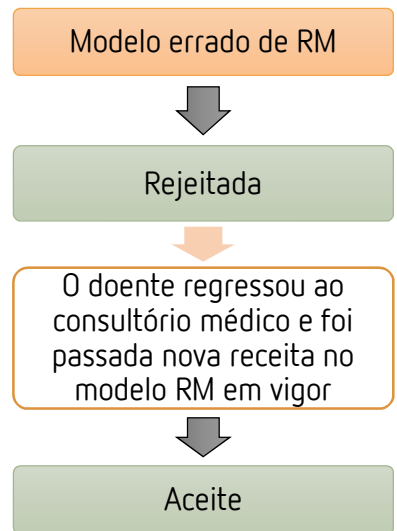 Modelo errado de RM
Rejeitada
O doente regressou ao
consultório médico e foi
passada nova receita no
modelo RM em vigor
Aceite